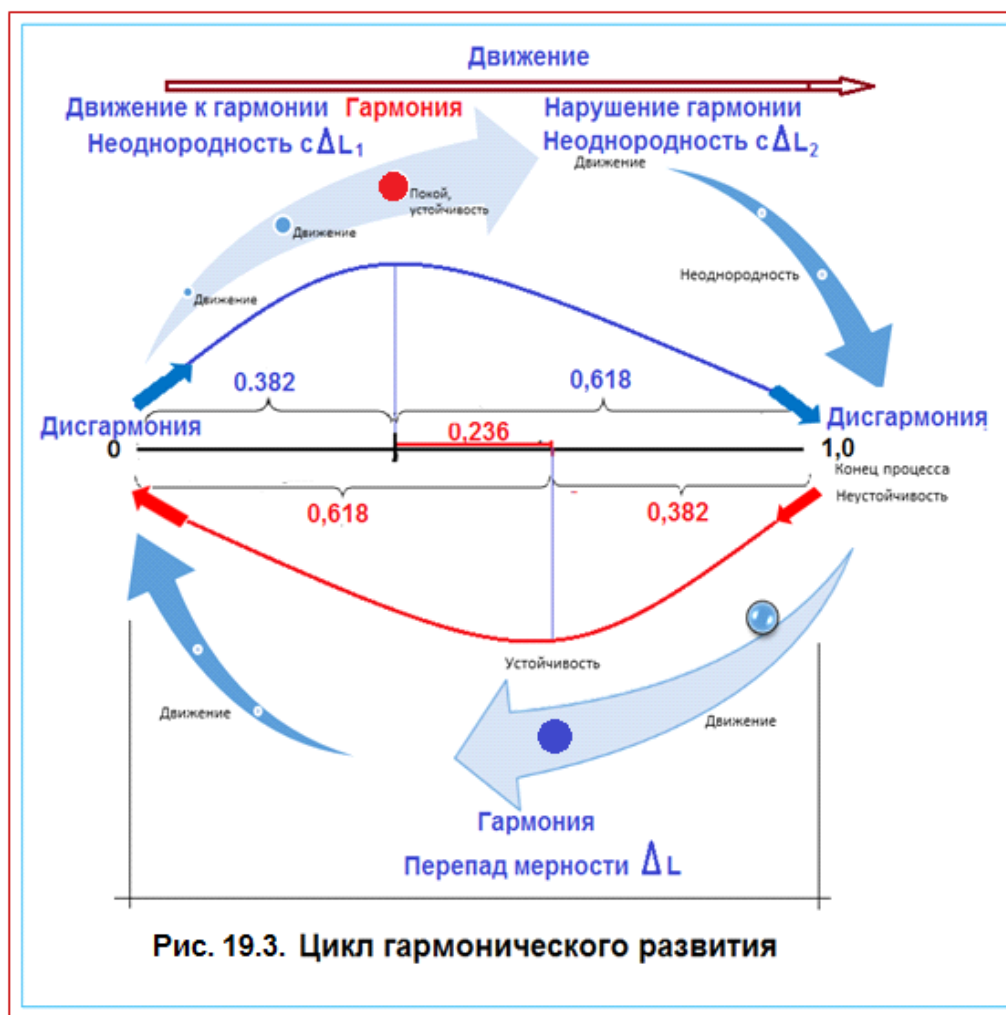 Движение
Движение к гармонии Гармония
Нарушение гармонии
Неоднородность с ΔL₁
Неоднородность с ΔL₂
Движение
Покой,
устойчивость
Движение
Неоднородность
Движение
0.382
0,618
Дисгармония
0,236
Дисгармония
0
1,0
Конец процесса
0,618
0,382
Неустойчивость
Устойчивость
Движение
Движение
Гармония
Перепад мерности ΔL
Рис. 19.3. Цикл гармонического развития